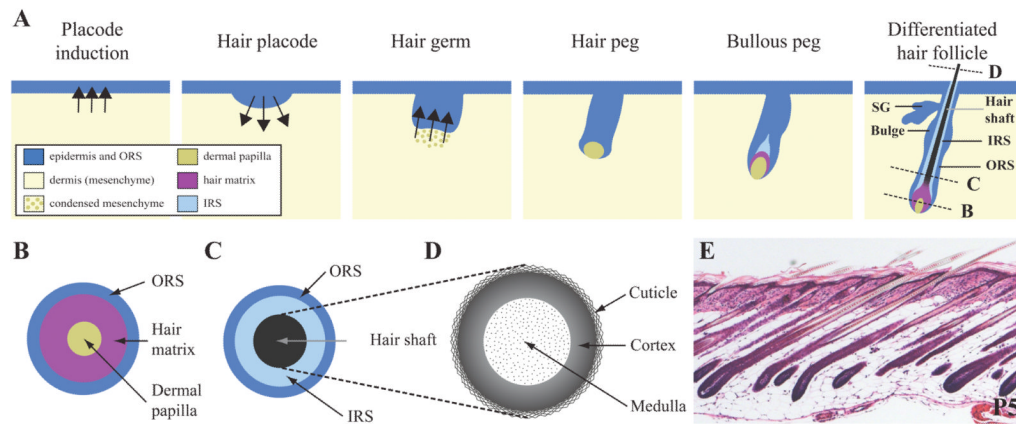 A
Placode
induction
Hair placode
Hair germ
Hair peg
Bullous peg
Differentiated
hair follicle
D
SG
Hair
shaft
Bulge
IRS
ORS
C
B
epidermis and ORS
dermal papilla
dermis (mesenchyme)
hair matrix
condensed mesenchyme
IRS
B
ORS
Hair
matrix
Dermal
papilla
C
ORS
Hair shaft
IRS
D
Cuticle
Cortex
Medulla
E
P5